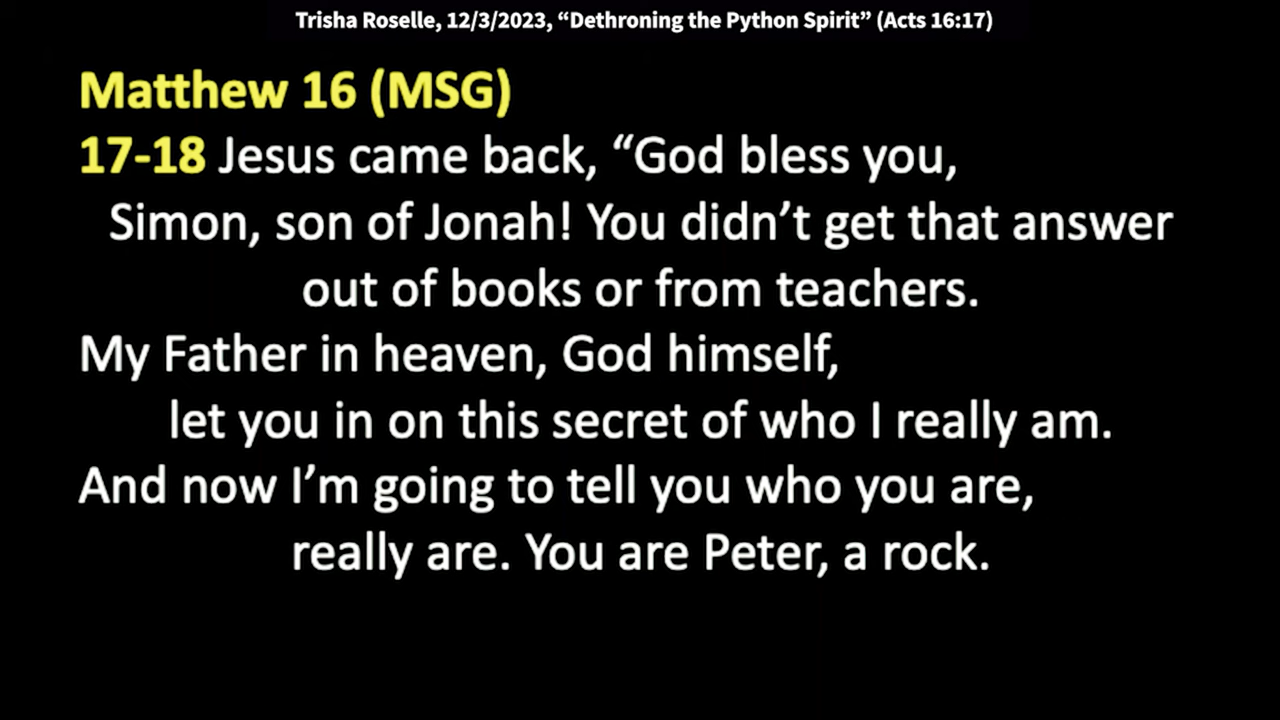 Trisha Roselle, 12/3/2023, “Dethroning the Python Spirit” (Acts 16:17)
Matthew 16 (MSG)
17-18 Jesus came back, “God bless you,
Simon, son of Jonah! You didn’t get that answer
out of books or from teachers.
My Father in heaven, God himself,
let you in on this secret of who I really am.
And now I’m going to tell you who you are,
really are. You are Peter, a rock.